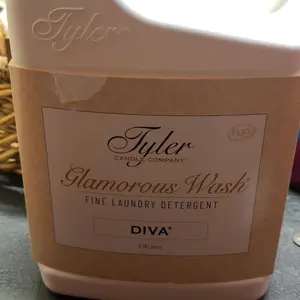 Tyler
Tyler
CANDLE COMPANY®
Glamorous Wash®
FINE LAUNDRY DETERGENT
DIVA®